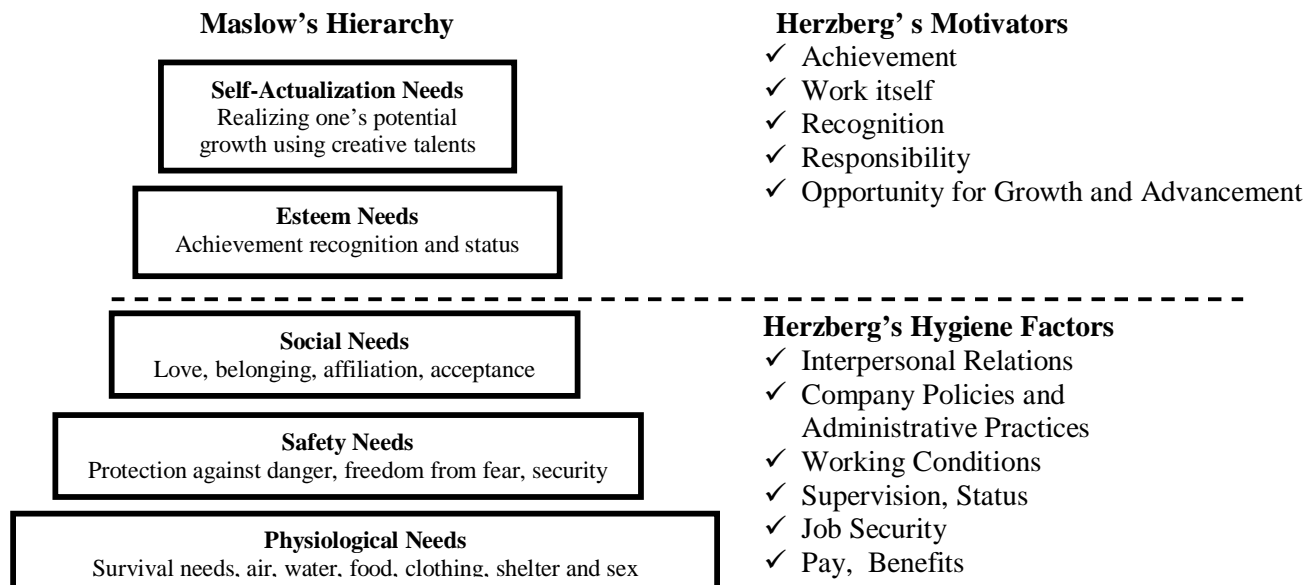 Maslow’s Hierarchy
Self-Actualization Needs
Realizing one’s potential
growth using creative talents
Esteem Needs
Achievement recognition and status
Social Needs
Love, belonging, affiliation, acceptance
Safety Needs
Protection against danger, freedom from fear, security
Physiological Needs
Survival needs, air, water, food, clothing, shelter and sex
Herzberg’ s Motivators
✓ Achievement
✓ Work itself
✓ Recognition
✓ Responsibility
✓ Opportunity for Growth and Advancement
Herzberg’s Hygiene Factors
✓ Interpersonal Relations
✓ Company Policies and
Administrative Practices
✓ Working Conditions
✓ Supervision, Status
✓ Job Security
✓ Pay, Benefits